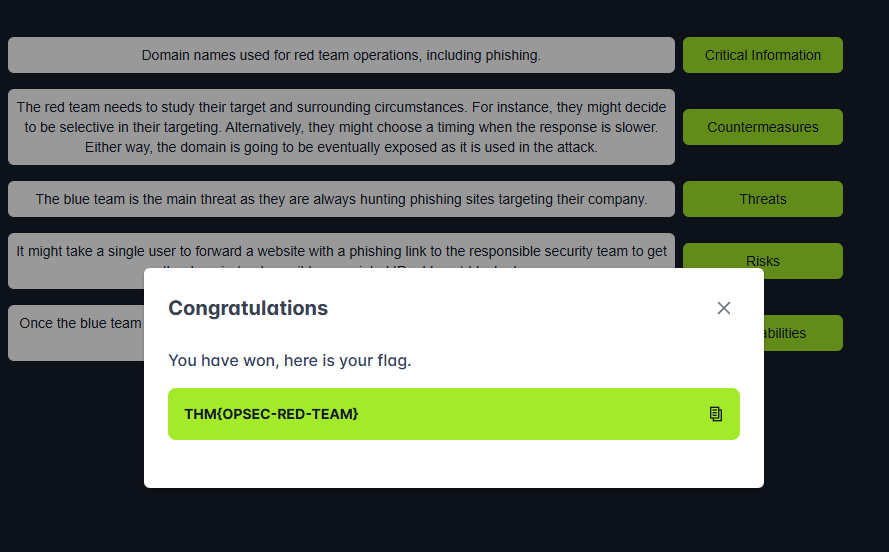 Domain names used for red team operations, including phishing.
Critical Information
The red team needs to study their target and surrounding circumstances. For instance, they might decide
to be selective in their targeting. Alternatively, they might choose a timing when the response is slower.
Either way, the domain is going to be eventually exposed as it is used in the attack.
Countermeasures
The blue team is the main threat as they are always hunting phishing sites targeting their company.
Threats
It might take a single user to forward a website with a phishing link to the responsible security team to get
Risks
Once the blue team
abilities
Congratulations
You have won, here is your flag.
THM{OPSEC-RED-TEAM}